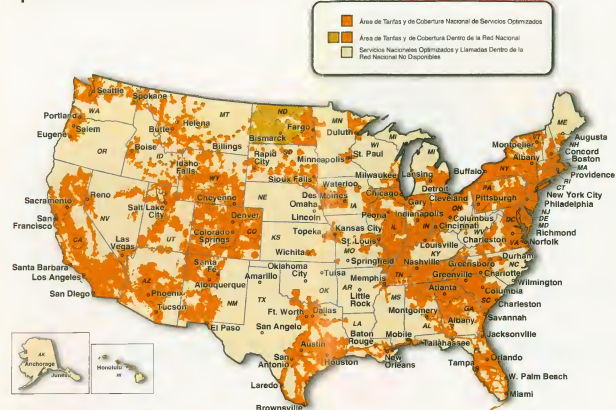 Área de Tarifas y de Cobertura Nacional de Servicios Optimizados
Área de Tarifas y de Cobertura Dentro de la Red Nacional
Servicios Nacionales Optimizados y Llamadas Dentro de la
Red Nacional No Disponibles
Seattle
Spokane
WA
MT
ND
MN
ME
Portland
Salem
Helena
Butte
Bismarck
Fargo
Duluth
MI
VT
Augusta
Eugene
OR
Boise
ID
Billings
Rapid
City
Minneapolis
St. Paul
WI
MI
Montpelier
NH
Concord
Albany
Boston
MA
Idaho
Falls
WY
Sioux Falls
Waterloo
Milwaukee
Lansing
Buffalo
NY
Providence
RI
CT
Sacramento
Reno
Salt Lake
City
Cheyenne
NE
Omaha
Des Moines
IA
Chicago
Detroit
Gary
Cleveland
PA
Pittsburgh
New York City
Philadelphia
San
Francisco
NV
UT
Denver
Lincoln
Peoria
Indianapolis
OH
Columbus
NJ
DE
MD
CA
Las
Vegas
Colorado
Springs
CO
Topeka
KS
Kansas City
St. Louis
IL
IN
Cincinnati
WV
DC
Richmond
VA
Norfolk
Santa
Fe
Wichita
MO
Springfield
Louisville
KY
Charleston
Durham
NC
Santa Barbara
Los Angeles
AZ
Albuquerque
Oklahoma
City
Tulsa
Nashville
Greensboro
Wilmington
San Diego
Phoenix
NM
Amarillo
OK
AR
Memphis
TN
Greenville
Charlotte
Tucson
TX
Little
Rock
MS
Atlanta
Columbia
SC
Charleston
El Paso
Ft. Worth
Dallas
Montgomery
GA
Savannah
San Angelo
LA
AL
Albany
Baton
Rouge
Mobile
Tallahassee
Jacksonville
Austin
San
Antonio
Houston
New
Orleans
Orlando
Tampa
FL
W. Palm Beach
Laredo
Miami
Brownsville
AK
Anchorage
Juneau
Honolulu
HI